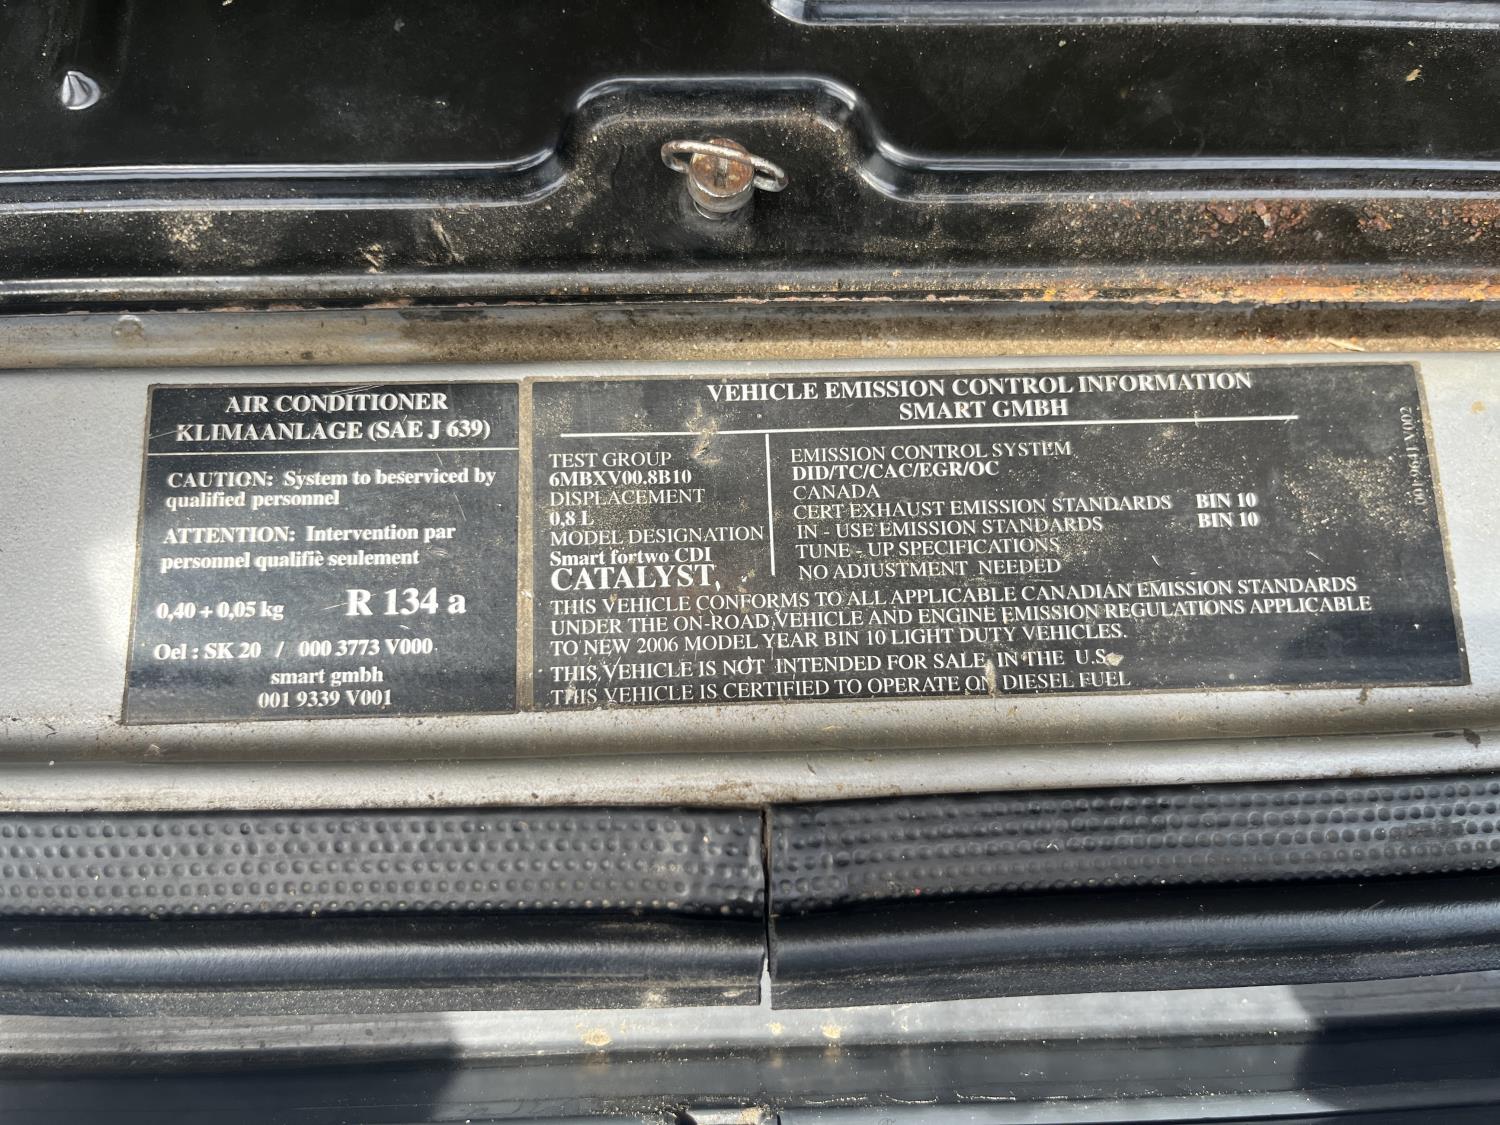 AIR CONDITIONER
KLIMAANLAGE (SAE J 639)
CAUTION: System to beserviced by
qualified personnel
ATTENTION: Intervention par
personnel qualifiè seulement
0,40 + 0,05 kg R 134 a
Oel : SK 20 / 000 3773 V000
smart gmbh
001 9339 V001
VEHICLE EMISSION CONTROL INFORMATION
SMART GMBH
TEST GROUP
6MBXV00.8B10
DISPLACEMENT
0,8 L
MODEL DESIGNATION
Smart fortwo CDI
CATALYST
EMISSION CONTROL SYSTEM
DID/TC/CAC/EGR/OC
CANADA
CERT EXHAUST EMISSION STANDARDS BIN 10
IN - USE EMISSION STANDARDS BIN 10
TUNE - UP SPECIFICATIONS
NO ADJUSTMENT NEEDED
THIS VEHICLE CONFORMS TO ALL APPLICABLE CANADIAN EMISSION STANDARDS
UNDER THE ON-ROAD VEHICLE AND ENGINE EMISSION REGULATIONS APPLICABLE
TO NEW 2006 MODEL YEAR BIN 10 LIGHT DUTY VEHICLES.
THIS VEHICLE IS NOT INTENDED FOR SALE IN THE U.S.
THIS VEHICLE IS CERTIFIED TO OPERATE ON DIESEL FUEL
V002